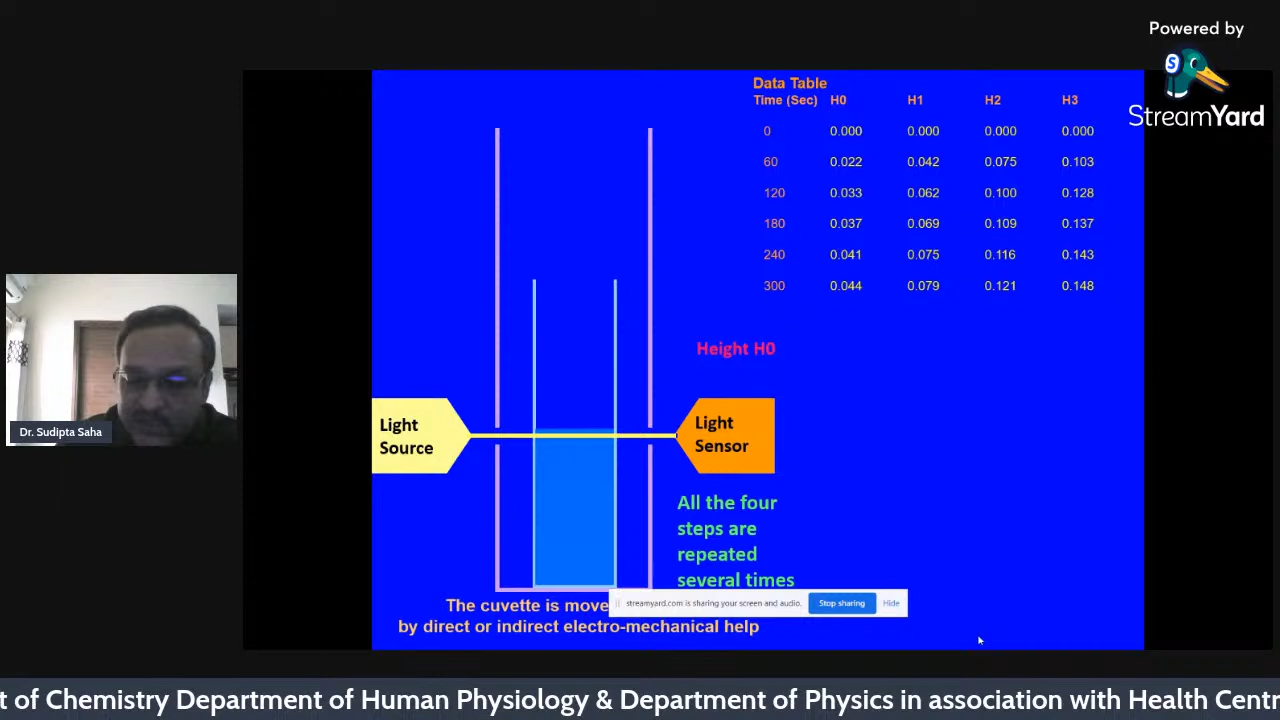 Powered by
S
StreamYard
Data Table
Time (Sec) H0 H1 H2 H3
0 0.000 0.000 0.000 0.000
60 0.022 0.042 0.075 0.103
120 0.033 0.062 0.100 0.128
180 0.037 0.069 0.109 0.137
240 0.041 0.075 0.116 0.143
300 0.044 0.079 0.121 0.148
Height H0
Light
Source
Light
Sensor
All the four
steps are
repeated
several times
The cuvette is move
by direct or indirect electro-mechanical help
streamyard.com is sharing your screen and audio.
Stop sharing
Hide
Dr. Sudipta Saha
t of Chemistry Department of Human Physiology & Department of Physics in association with Health Centr